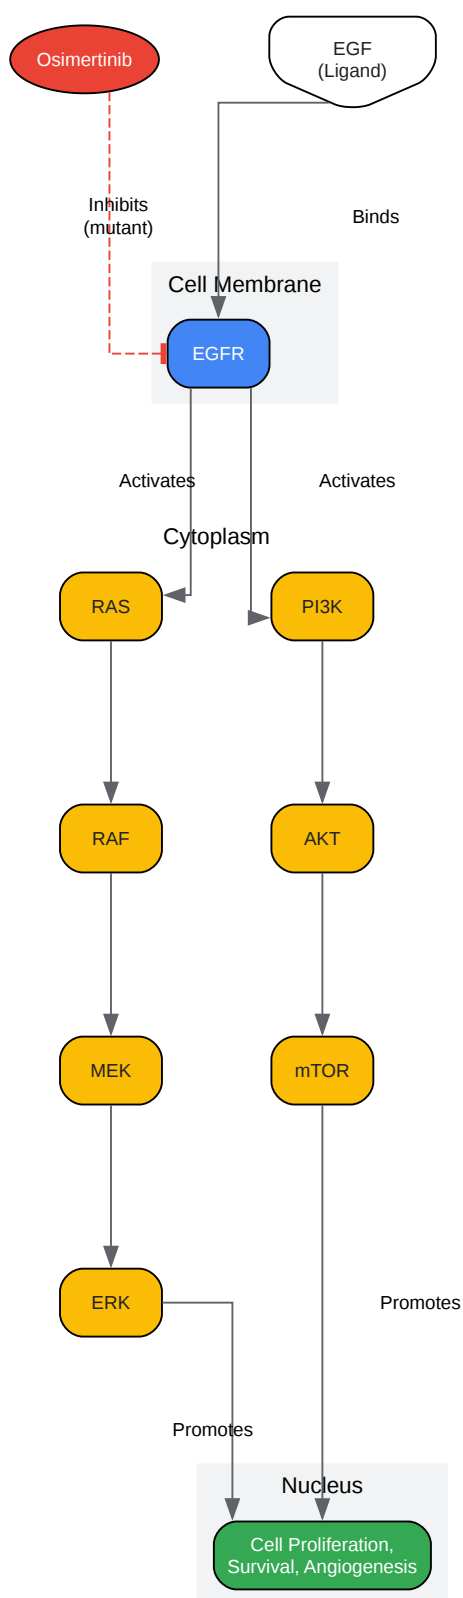 Osimertinib
EGF
(Ligand)
Inhibits
(mutant)
Binds
Cell Membrane
EGFR
Activates
Activates
Cytoplasm
RAS
PI3K
RAF
AKT
MEK
mTOR
ERK
Promotes
Promotes
Nucleus
Cell Proliferation,
Survival, Angiogenesis